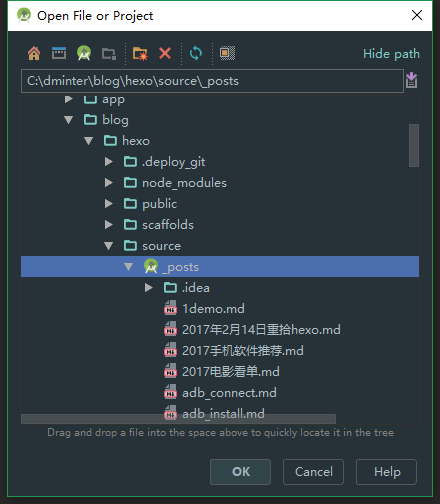 Open File or Project
Hide path
C:\dminter\blog\hexo\source\_posts
app
blog
hexo
.deploy_git
node_modules
public
scaffolds
source
_posts
.idea
1demo.md
2017年2月14日重拾hexo.md
2017手机软件推荐.md
2017电影看单.md
adb_connect.md
adb_install.md
Drag and drop a file into the space above to quickly locate it in the tree
OK
Cancel
Help